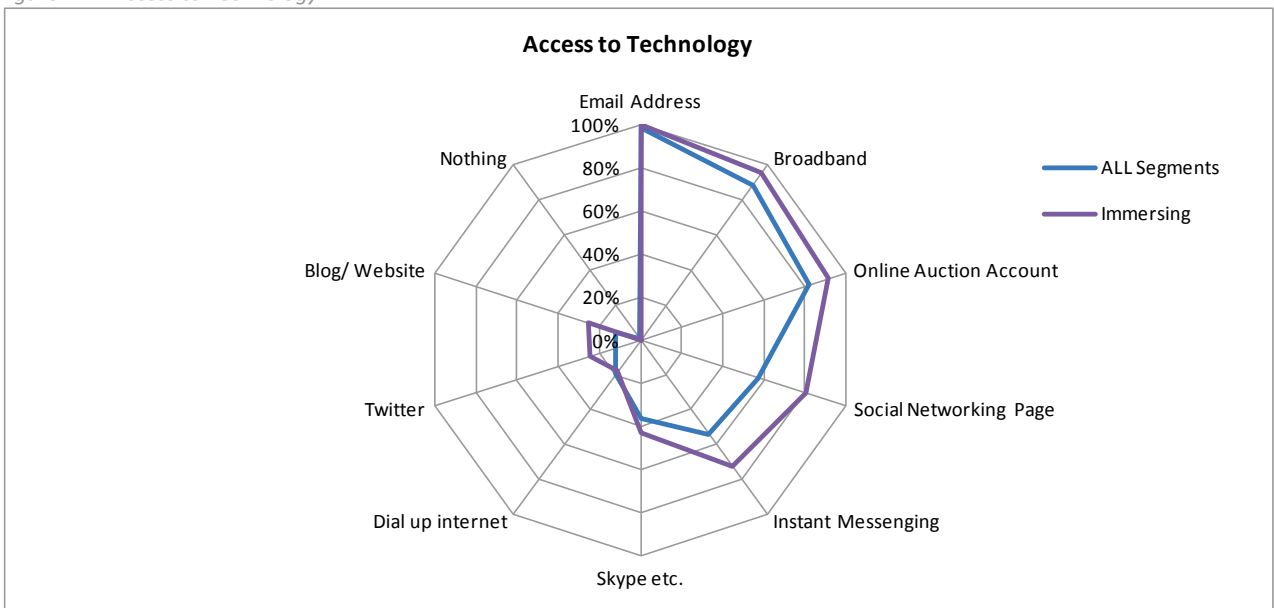 Access to Technology
Email Address
100%
Nothing
Broadband
80%
ALL Segments
60%
Immersing
40%
Blog/ Website
Online Auction Account
20%
0%
Twitter
Social Networking Page
Dial up internet
Instant Messenging
Skype etc.